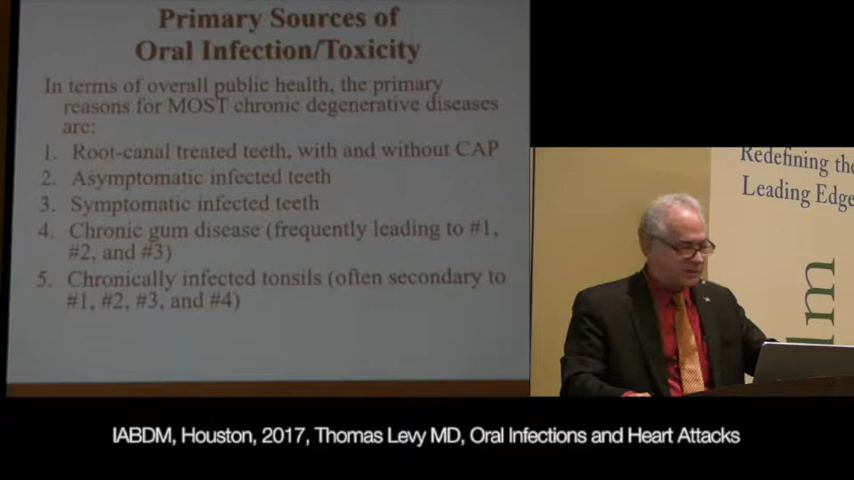 Primary Sources of
Oral Infection/Toxicity
In terms of overall public health, the primary
reasons for MOST chronic degenerative diseases
are:
1. Root-canal treated teeth, with and without CAP
2. Asymptomatic infected teeth
3. Symptomatic infected teeth
4. Chronic gum disease (frequently leading to #1,
#2, and #3)
5. Chronically infected tonsils (often secondary to
#1, #2, #3, and #4)
Redefining the
Leading Edge
dm
IABDM, Houston, 2017, Thomas Levy MD, Oral Infections and Heart Attacks